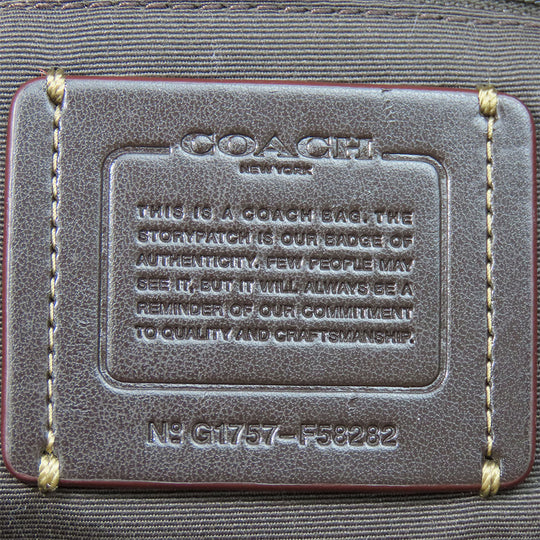 COACH
NEW YORK
THIS IS A COACH BAG. THE
STORYPATCH IS OUR BADGE OF
AUTHENTICITY. FEW PEOPLE MAY
SEE IT, BUT IT WILL ALWAYS BE A
REMINDER OF OUR COMMITMENT
TO QUALITY AND CRAFTSMANSHIP.
Nº G1757-F58282